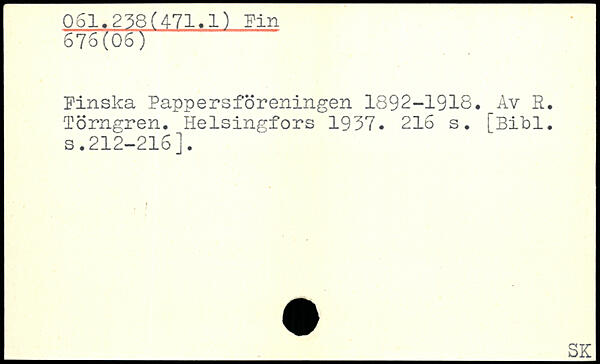 061.238(471.1) Fin
676(06)
Finska Pappersföreningen 1892-1918. Av R.
Törngren. Helsingfors 1937. 216 s. [Bibl.
s.212-216].
SK